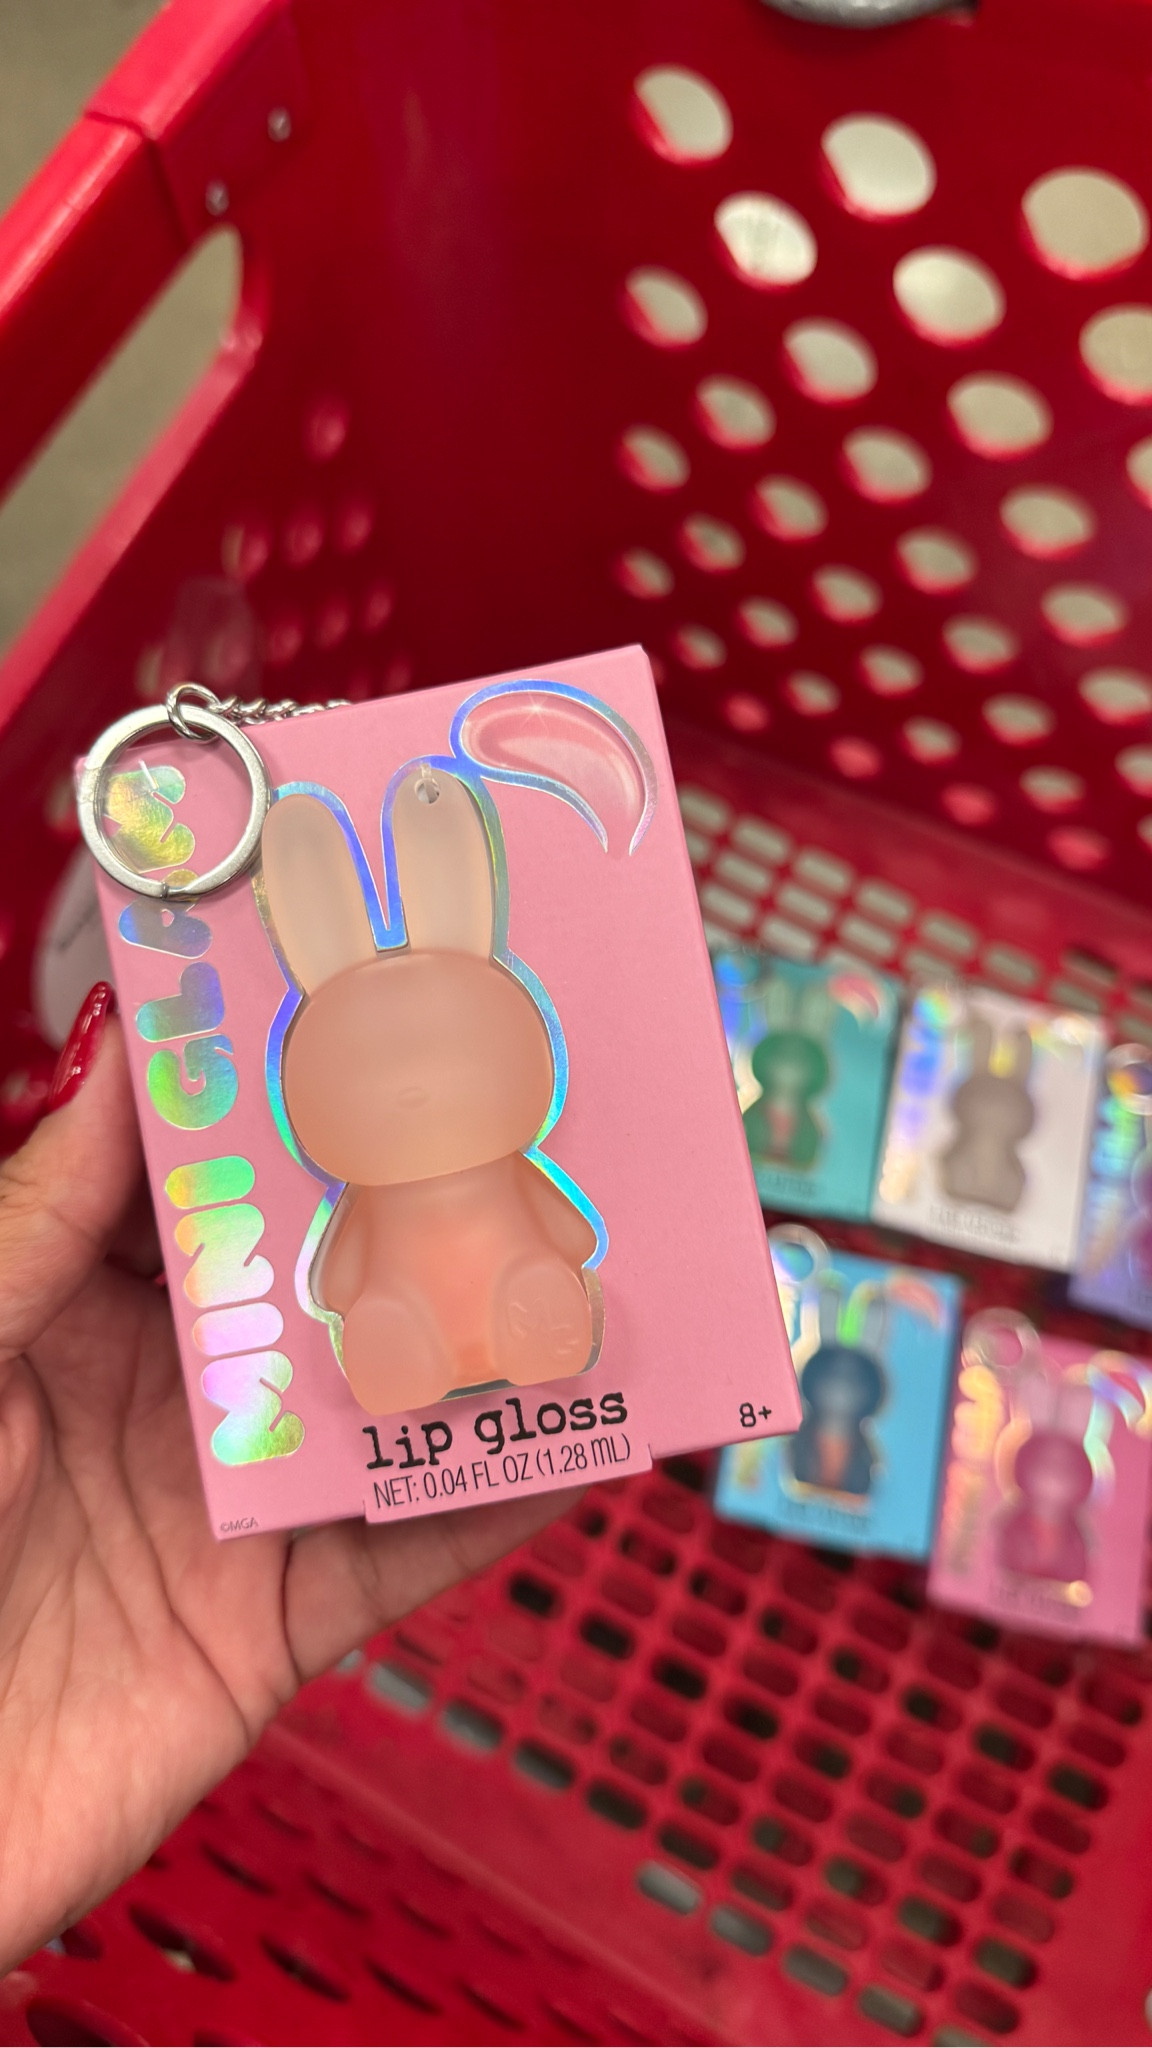 MINI GLAM
lip gloss
NET: 0.04 FL OZ (1.28 mL)
8+
©MGA